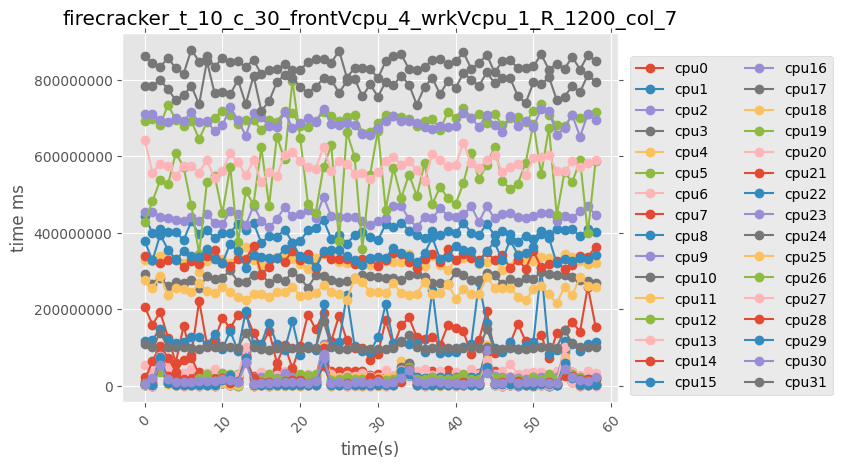 firecracker_t_10_c_30_frontVcpu_4_wrkVcpu_1_R_1200_col_7
time ms
800000000
600000000
400000000
200000000
0
0
10
20
30
40
50
60
time(s)
cpu0
cpu1
cpu2
cpu3
cpu4
cpu5
cpu6
cpu7
cpu8
cpu9
cpu10
cpu11
cpu12
cpu13
cpu14
cpu15
cpu16
cpu17
cpu18
cpu19
cpu20
cpu21
cpu22
cpu23
cpu24
cpu25
cpu26
cpu27
cpu28
cpu29
cpu30
cpu31